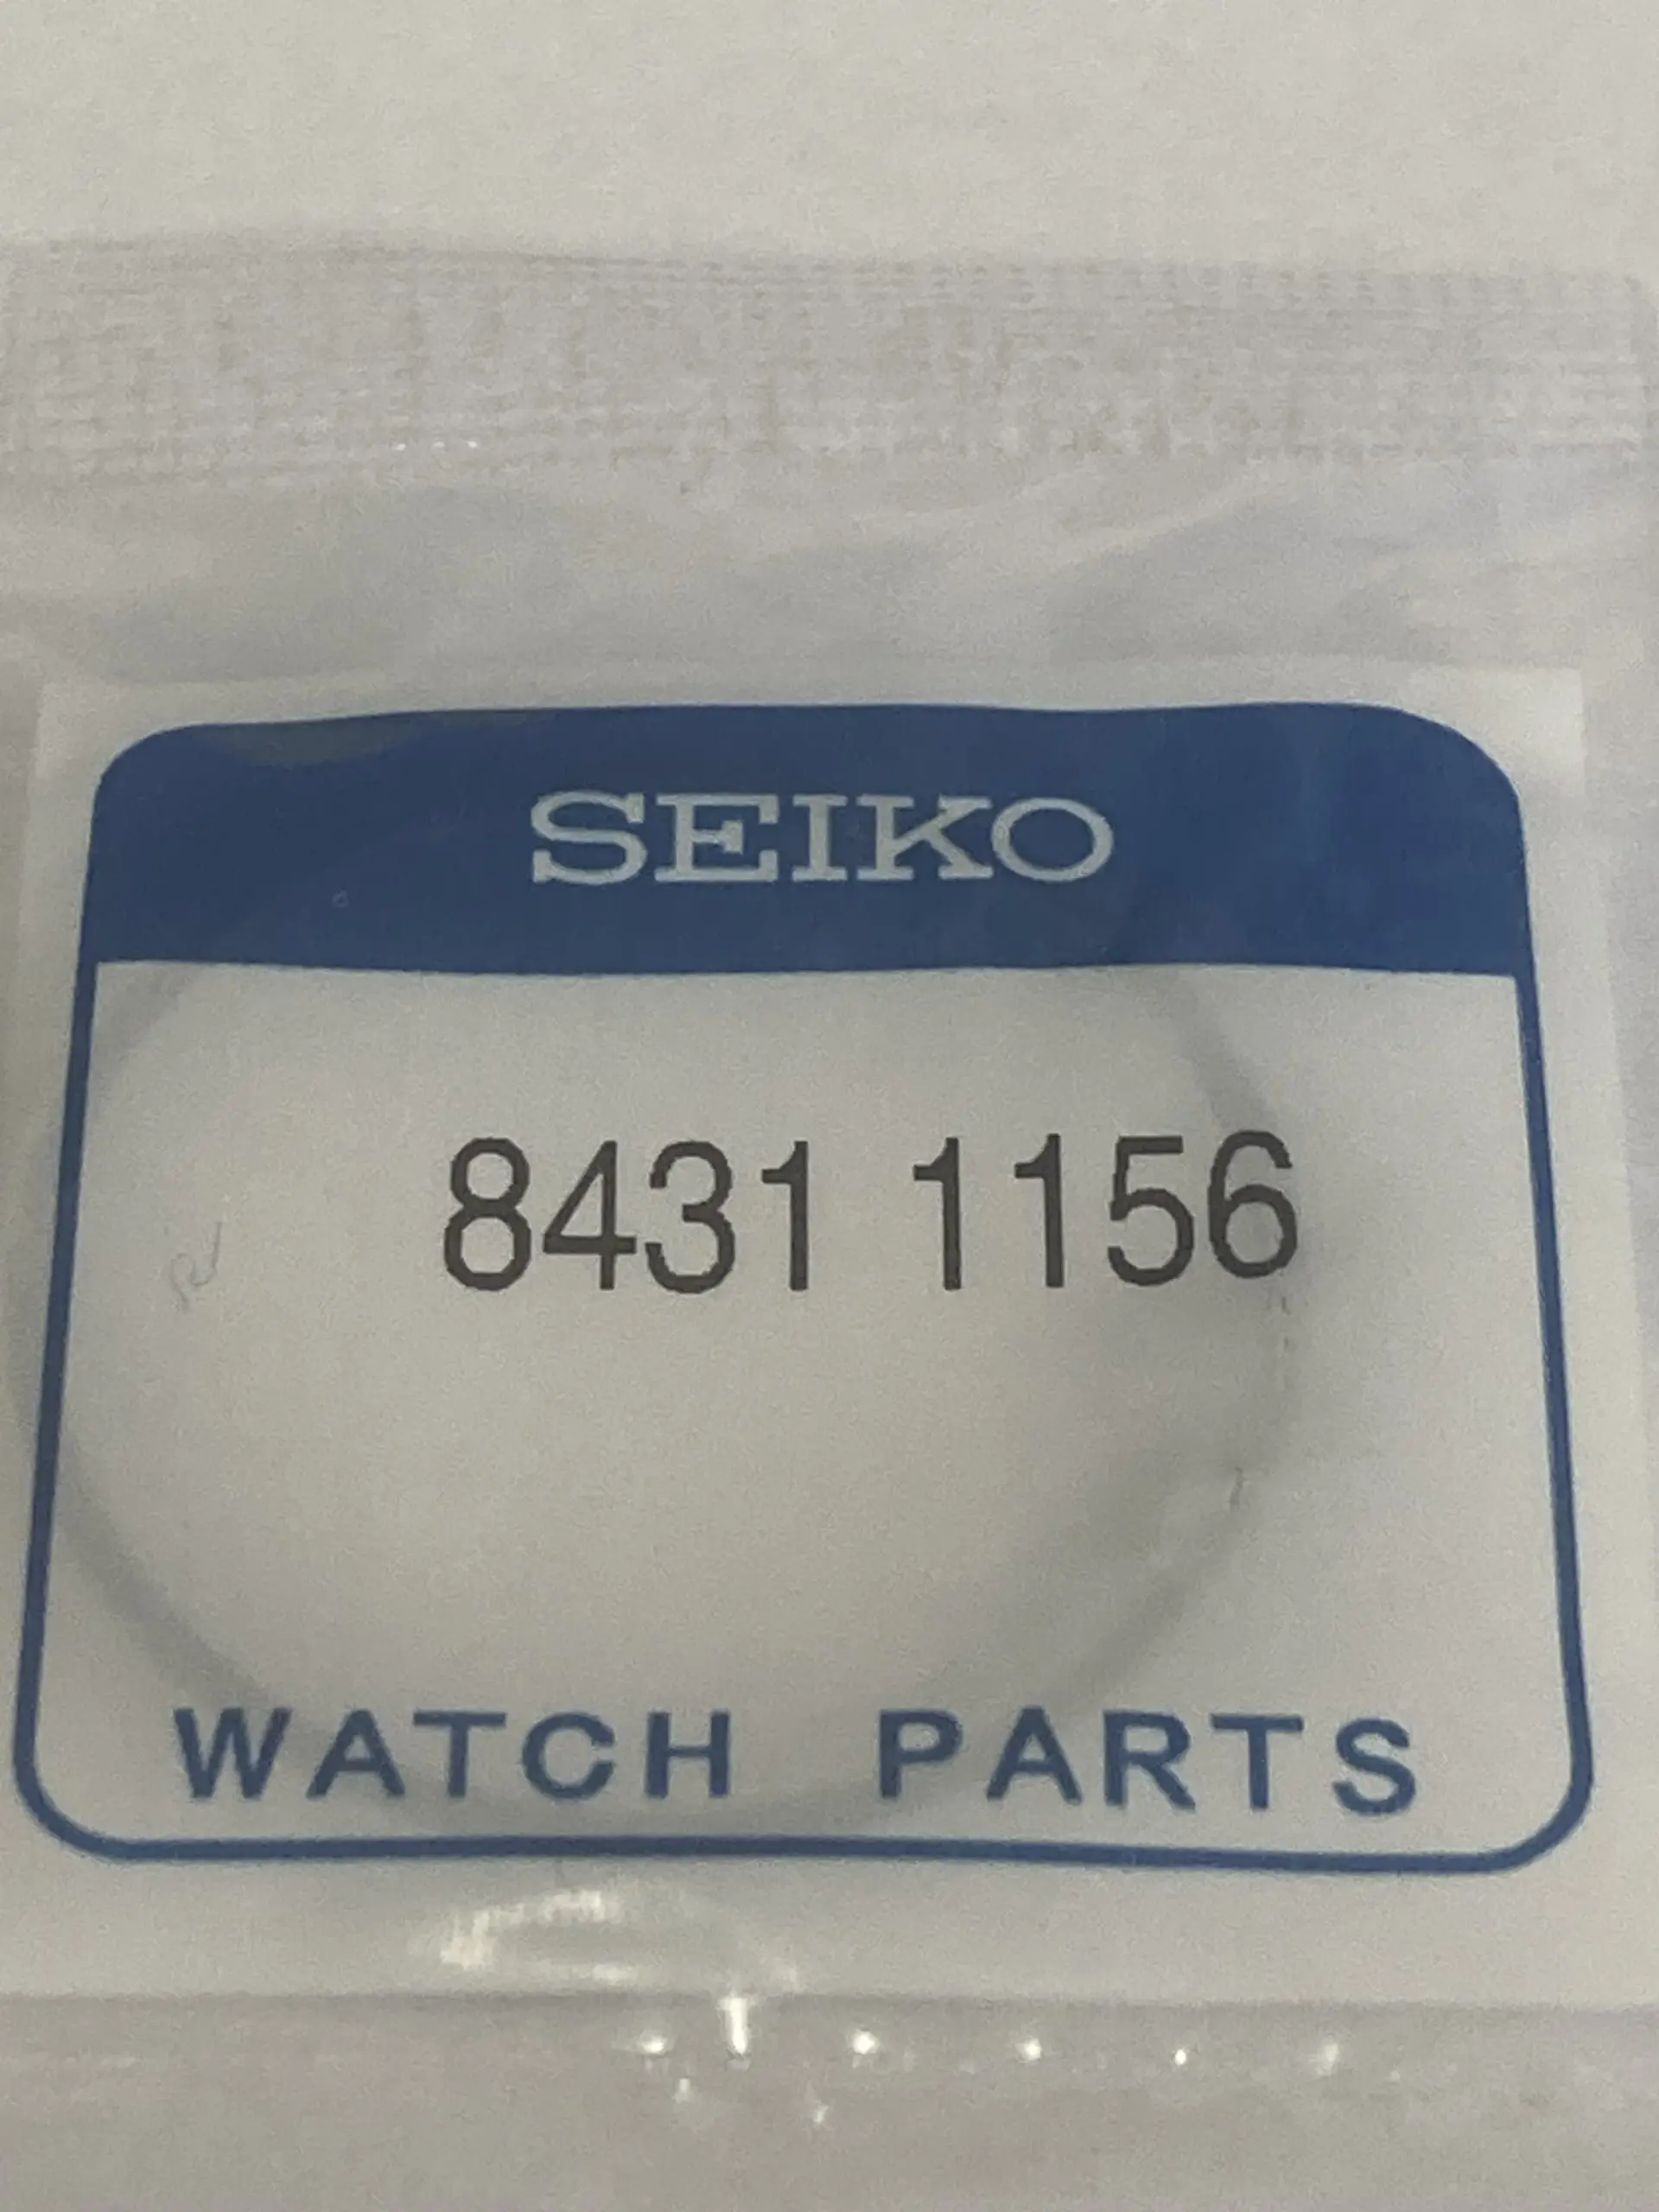 SEIKO
8431 1156
WATCH PARTS